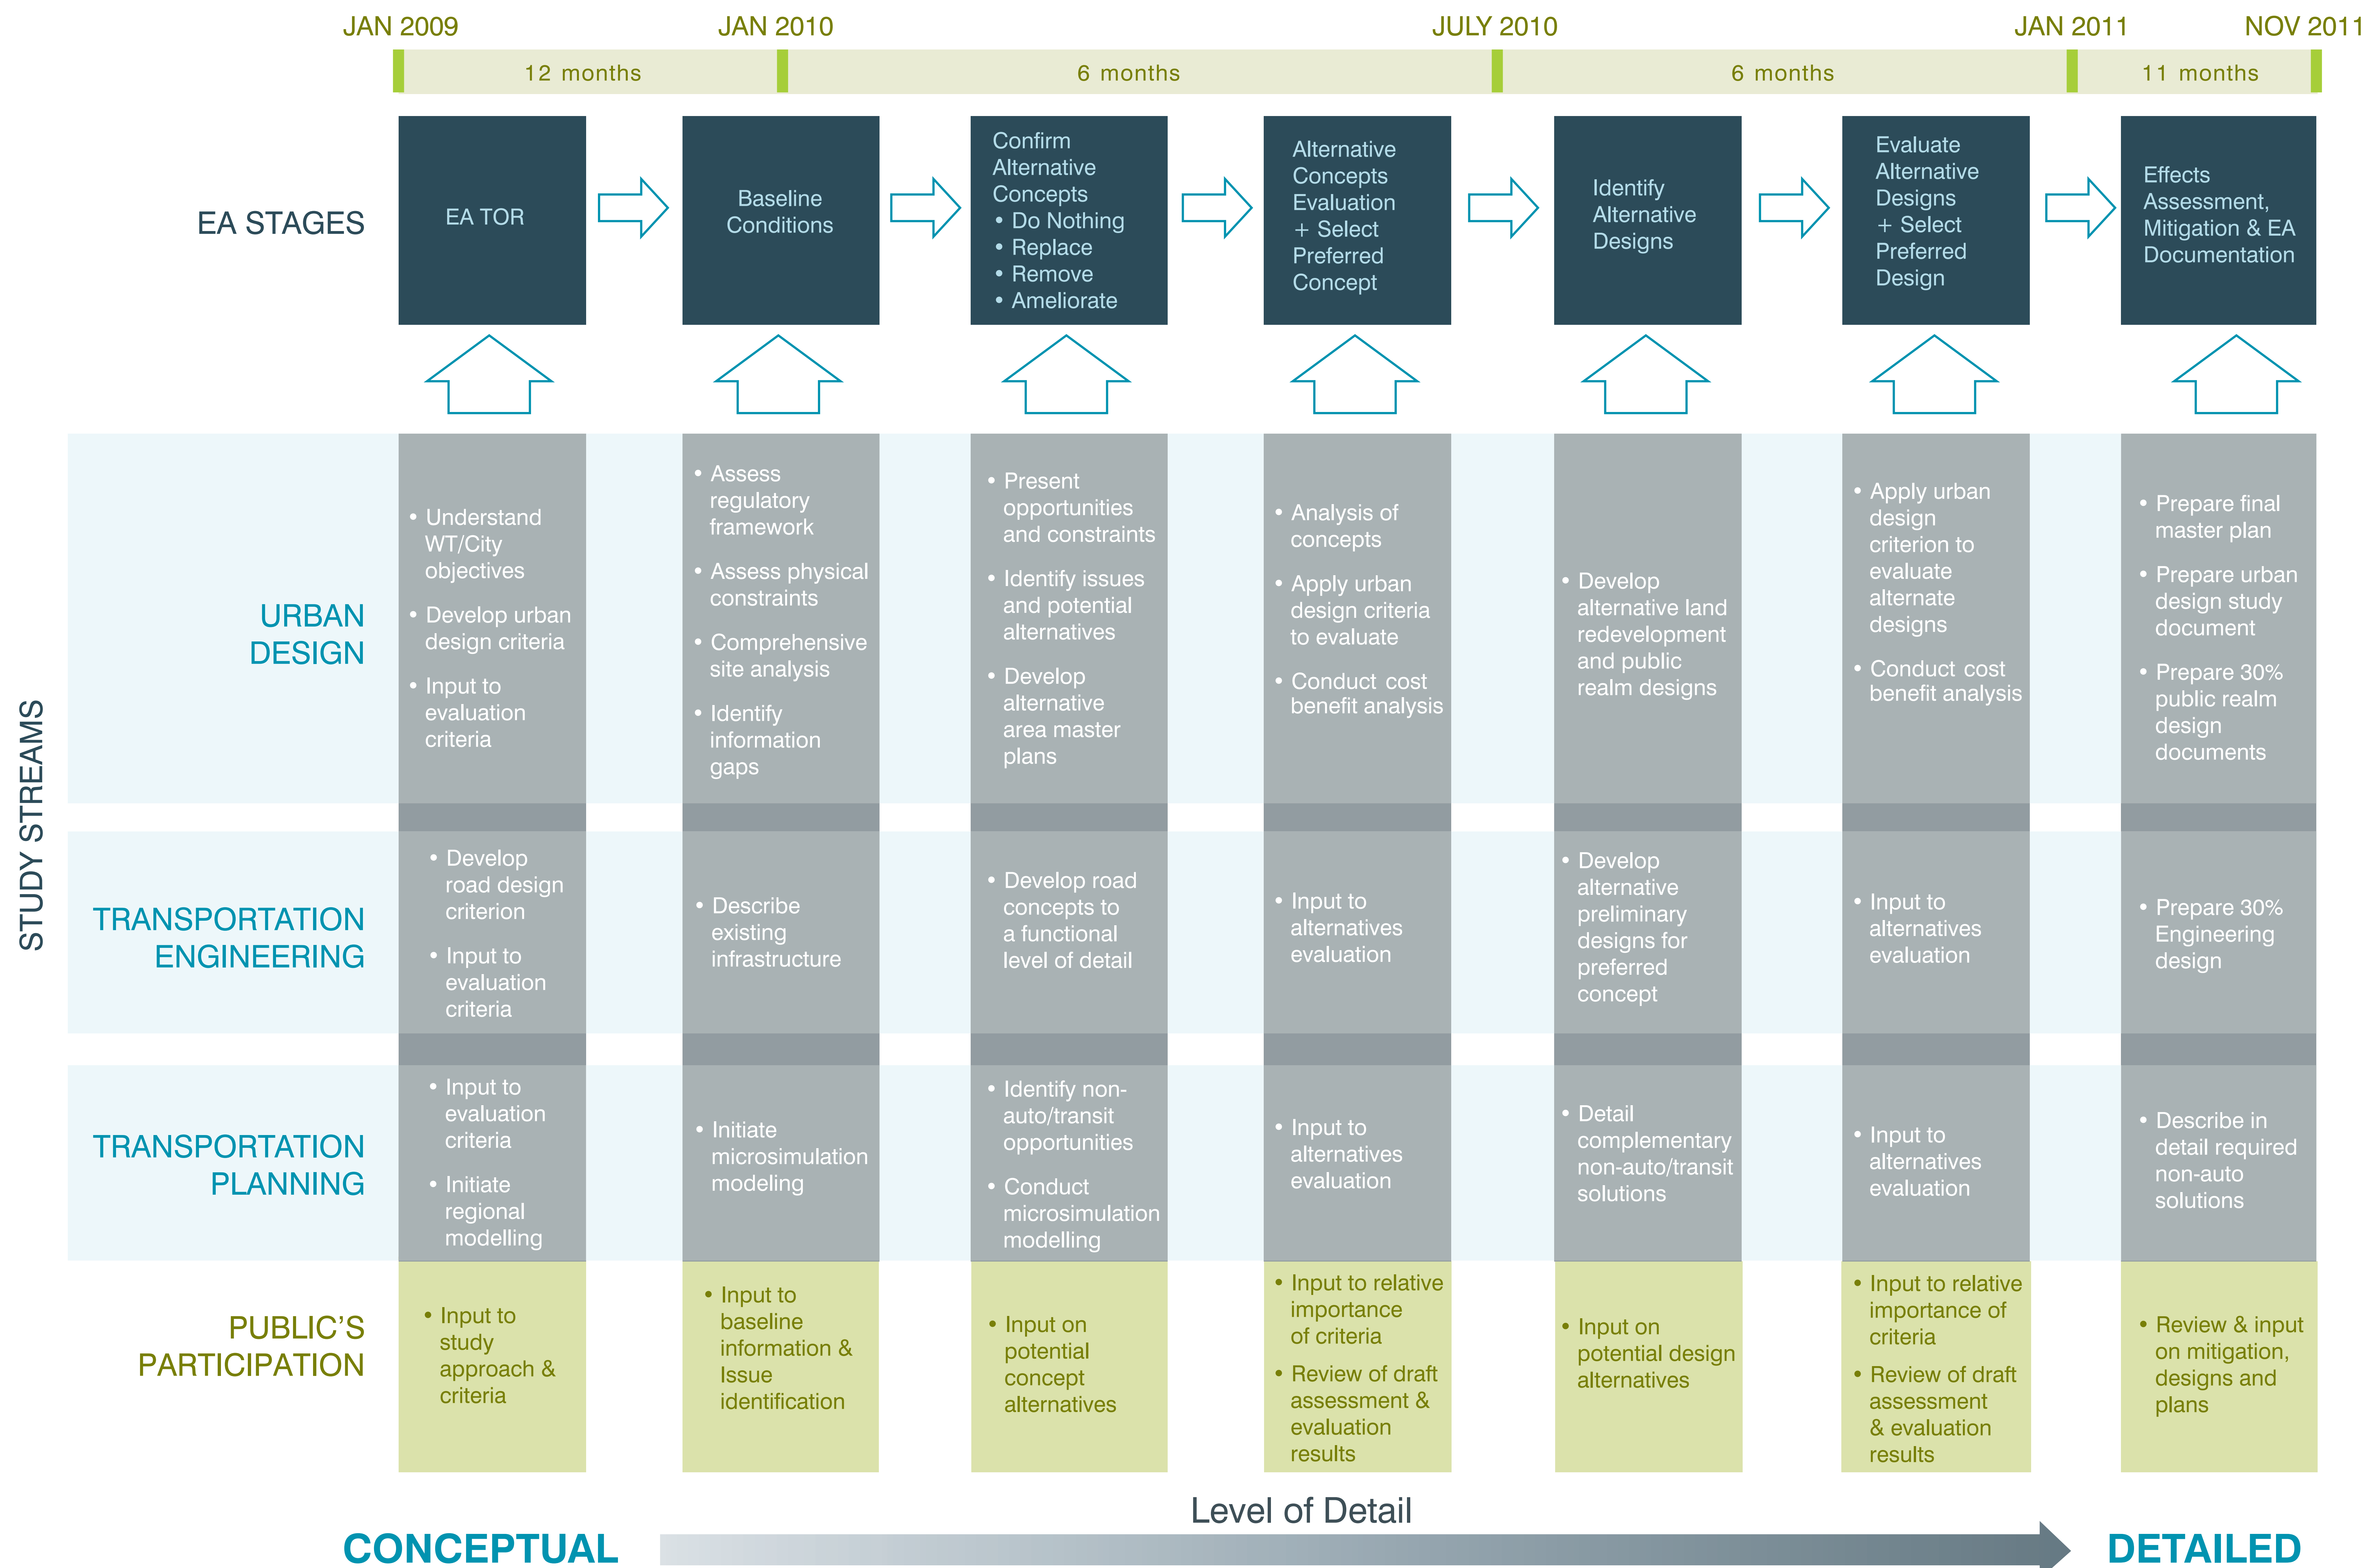 JAN 2009
JAN 2010
JULY 2010
JAN 2011
NOV 2011
12 months
6 months
6 months
11 months
EA STAGES
EA TOR
Baseline
Conditions
Confirm
Alternative
Concepts
• Do Nothing
• Replace
• Remove
• Ameliorate
Alternative
Concepts
Evaluation
+ Select
Preferred
Concept
Identify
Alternative
Designs
Evaluate
Alternative
Designs
+ Select
Preferred
Design
Effects
Assessment,
Mitigation & EA
Documentation
STUDY STREAMS
URBAN
DESIGN
• Understand
WT/City
objectives
• Develop urban
design criteria
• Input to
evaluation
criteria
• Assess
regulatory
framework
• Assess physical
constraints
• Comprehensive
site analysis
• Identify
information
gaps
• Present
opportunities
and constraints
• Identify issues
and potential
alternatives
• Develop
alternative
area master
plans
• Analysis of
concepts
• Apply urban
design criteria
to evaluate
• Conduct cost
benefit analysis
• Develop
alternative land
redevelopment
and public
realm designs
• Apply urban
design
criterion to
evaluate
alternate
designs
• Conduct cost
benefit analysis
• Prepare final
master plan
• Prepare urban
design study
document
• Prepare 30%
public realm
design
documents
TRANSPORTATION
ENGINEERING
• Develop
road design
criterion
• Input to
evaluation
criteria
• Describe
existing
infrastructure
• Develop road
concepts to
a functional
level of detail
• Input to
alternatives
evaluation
• Develop
alternative
preliminary
designs for
preferred
concept
• Input to
alternatives
evaluation
• Prepare 30%
Engineering
design
TRANSPORTATION
PLANNING
• Input to
evaluation
criteria
• Initiate
regional
modelling
• Initiate
microsimulation
modeling
• Identify non-
auto/transit
opportunities
• Conduct
microsimulation
modelling
• Input to
alternatives
evaluation
• Detail
complementary
non-auto/transit
solutions
• Input to
alternatives
evaluation
• Describe in
detail required
non-auto
solutions
PUBLIC’S
PARTICIPATION
• Input to
study
approach &
criteria
• Input to
baseline
information &
Issue
identification
• Input on
potential
concept
alternatives
• Input to relative
importance
of criteria
• Review of draft
assessment &
evaluation
results
• Input on
potential design
alternatives
• Input to relative
importance of
criteria
• Review of draft
assessment
& evaluation
results
• Review & input
on mitigation,
designs and
plans
Level of Detail
CONCEPTUAL
DETAILED